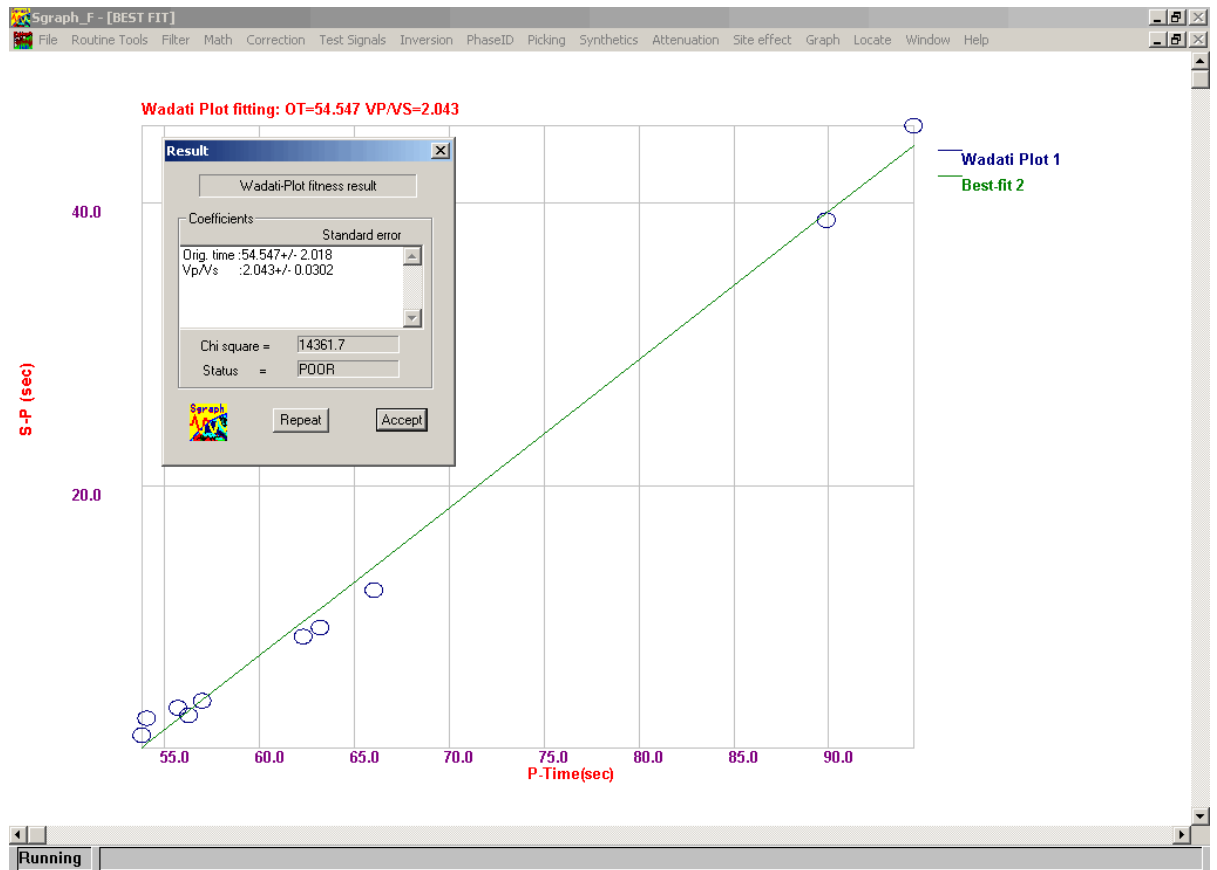 Sgraph_F - [BEST FIT]
File Routine Tools Filter Math Correction Test Signals Inversion PhaseID Picking Synthetics Attenuation Site effect Graph Locate Window Help
Wadati Plot fitting: OT=54.547 VP/VS=2.043
Result
Wadati-Plot fitness result
Coefficients
Standard error
Orig. time :54.547+/- 2.018
Vp/Vs :2.043+/- 0.0302
Chi square = 14361.7
Status = POOR
Sgraph
Repeat Accept
Wadati Plot 1
Best-fit 2
40.0
20.0
S-P (sec)
55.0 60.0 65.0 70.0 75.0 80.0 85.0 90.0
P-Time(sec)
Running